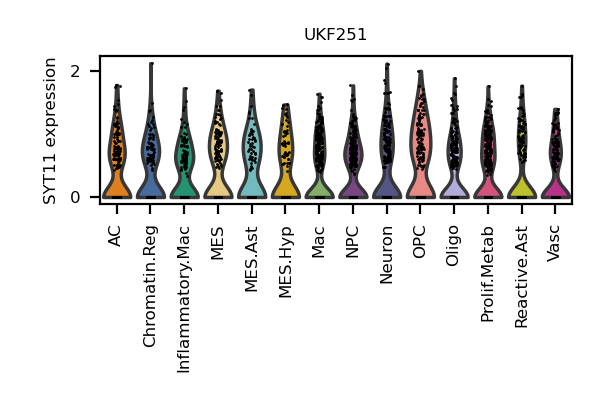 UKF251
SYT11 expression
2
0
AC
Chromatin.Reg
Inflammatory.Mac
MES
MES.Ast
MES.Hyp
Mac
NPC
Neuron
OPC
Oligo
Prolif.Metab
Reactive.Ast
Vasc